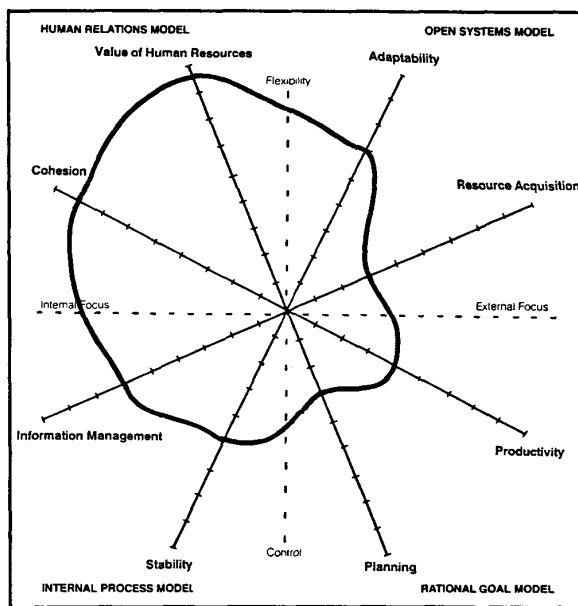 HUMAN RELATIONS MODEL
OPEN SYSTEMS MODEL
Value of Human Resources
Adaptability
Flexibility
Cohesion
Resource Acquisition
Internal Focus
External Focus
Information Management
Productivity
Stability
Control
Planning
INTERNAL PROCESS MODEL
RATIONAL GOAL MODEL